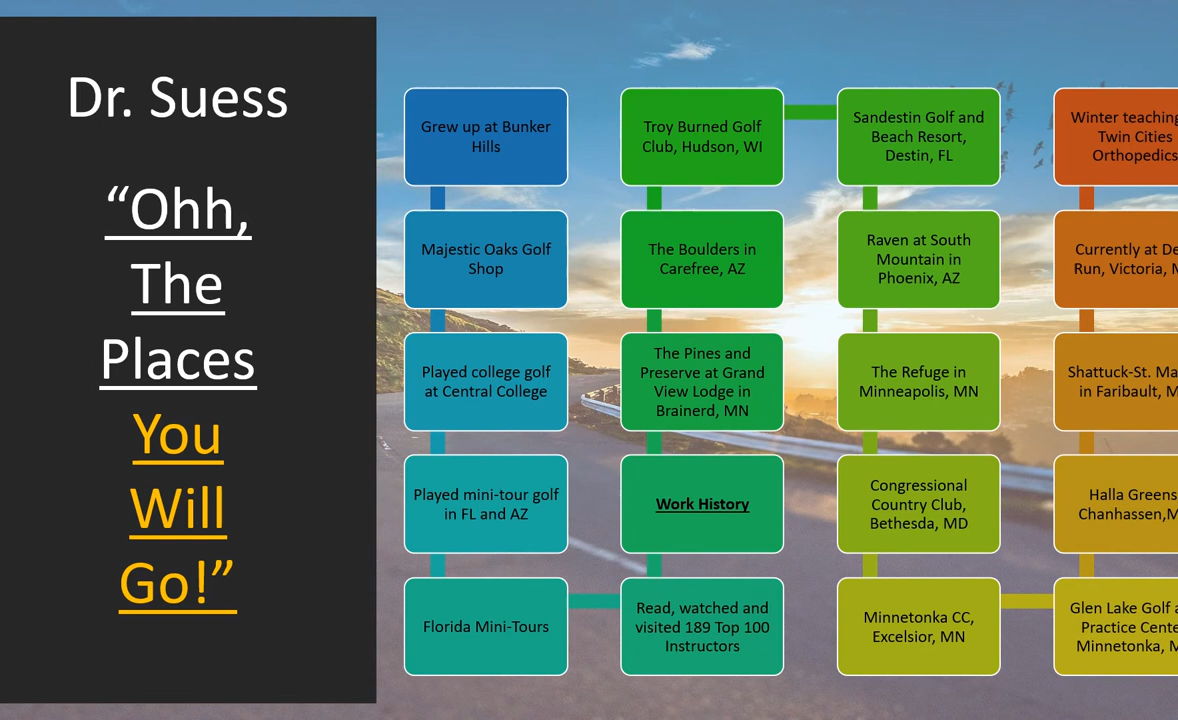 Dr. Suess
“Ohh,
The
Places
You
Will
Go!”
Grew up at Bunker
Hills
Majestic Oaks Golf
Shop
Played college golf
at Central College
Played mini-tour golf
in FL and AZ
Florida Mini-Tours
Read, watched and
visited 189 Top 100
Instructors
Work History
The Pines and
Preserve at Grand
View Lodge in
Brainerd, MN
The Boulders in
Carefree, AZ
Troy Burned Golf
Club, Hudson, WI
Sandestin Golf and
Beach Resort,
Destin, FL
Raven at South
Mountain in
Phoenix, AZ
The Refuge in
Minneapolis, MN
Congressional
Country Club,
Bethesda, MD
Minnetonka CC,
Excelsior, MN
Glen Lake Golf
Practice
Minnetonka,
Halla Greens
Chanhassen,
Shattuck-St.
in Faribault,
Currently at
Run, Victoria,
Winter teaching
Twin Cities
Orthopedics